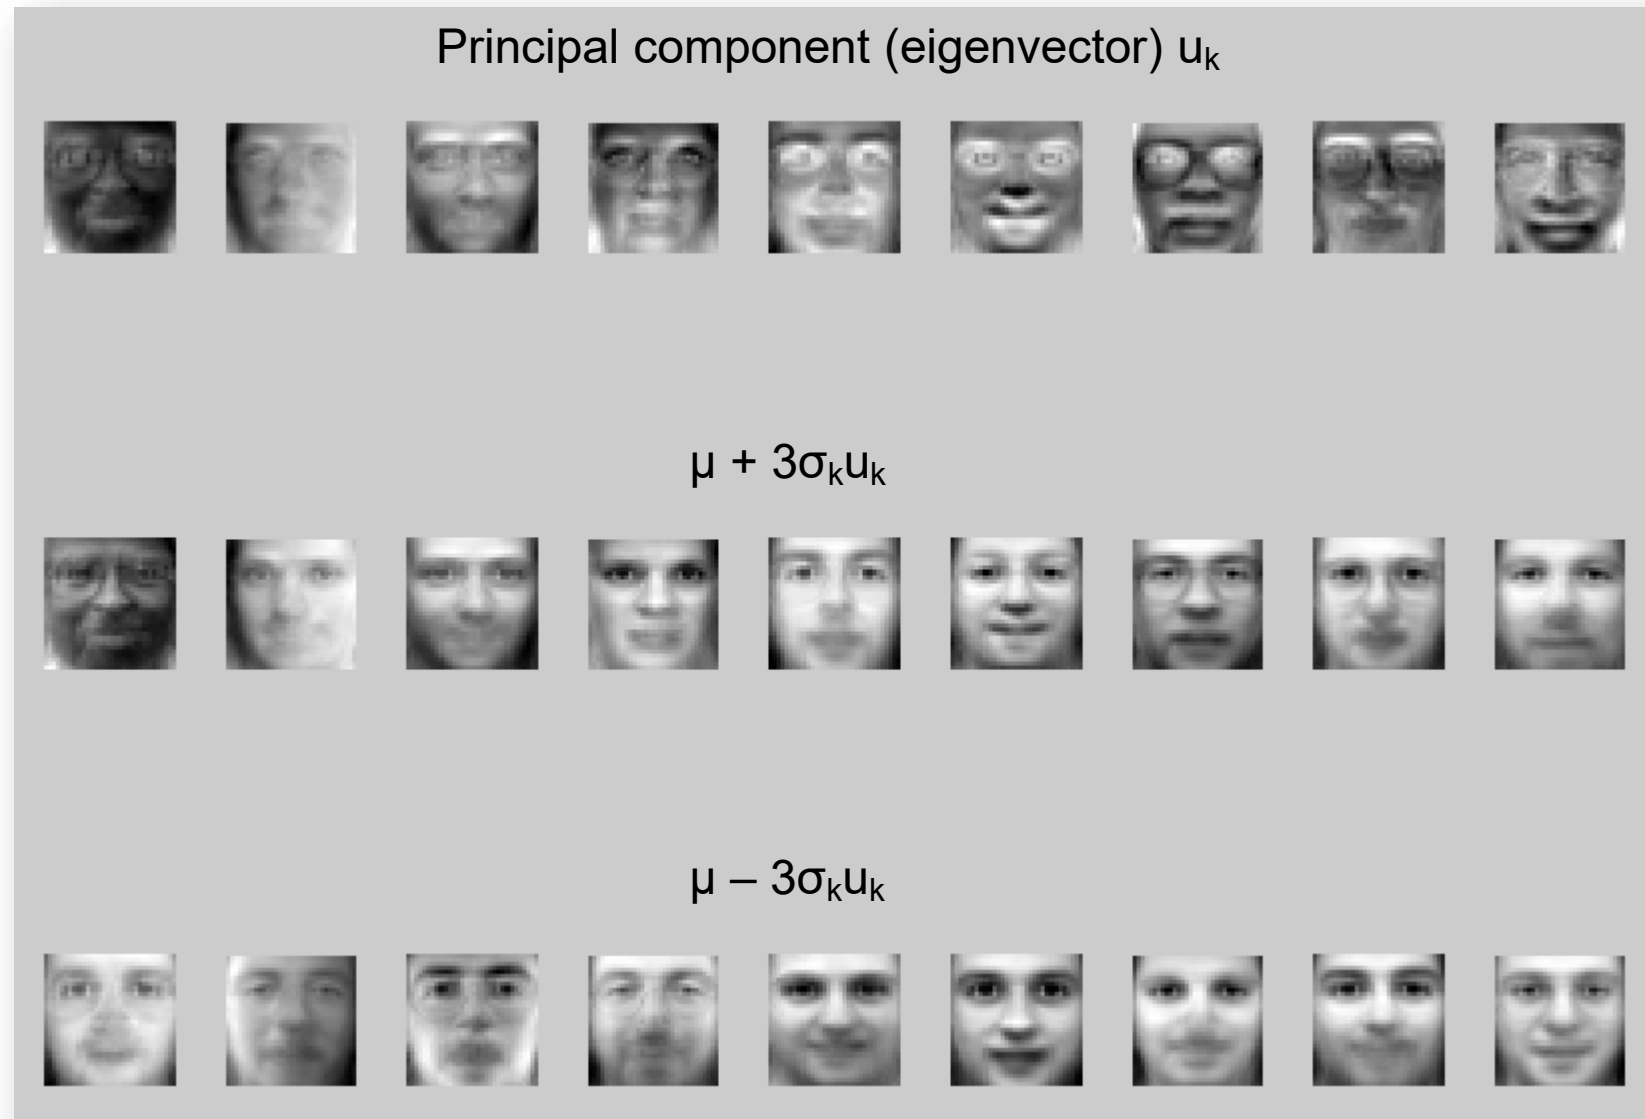 Principal component (eigenvector) uₖ
μ + 3σₖuₖ
μ – 3σₖuₖ